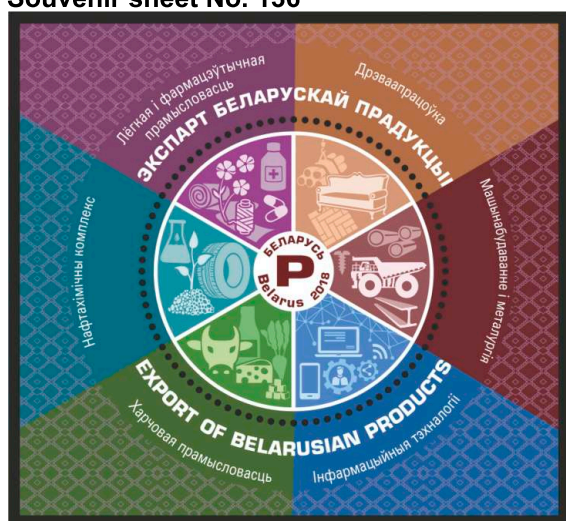 Souvenir sheet No. 156
Лёгкая і фармацэўтычная
прамысловасць
Дрэваапрацоўка
ЭКСПАРТ БЕЛАРУСКАЙ ПРАДУКЦЫІ
Нафтахімічны комплекс
Машынабудаванне і металургія
БЕЛАРУСЬ
P
Belarus 2018
EXPORT OF BELARUSIAN PRODUCTS
Харчовая прамысловасць
Інфармацыйныя тэхналогіі